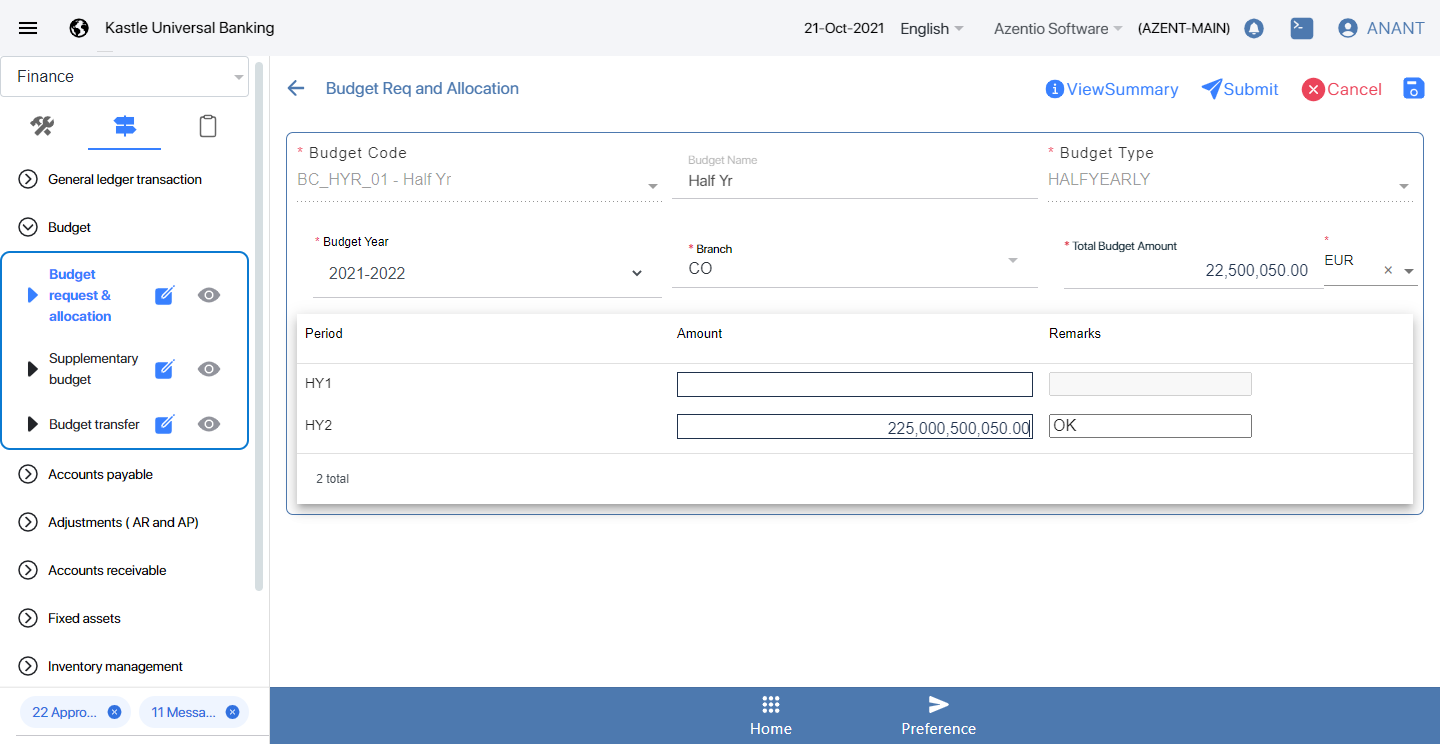 Kastle Universal Banking
21-Oct-2021 English Azentio Software (AZENT-MAIN) ANANT
Finance
General ledger transaction
Budget
Budget
request &
allocation
Supplementary
budget
Budget transfer
Accounts payable
Adjustments ( AR and AP)
Accounts receivable
Fixed assets
Inventory management
22 Appro... 11 Messa...
Budget Req and Allocation
ViewSummary Submit Cancel
* Budget Code
BC_HYR_01 - Half Yr
Budget Name
Half Yr
* Budget Type
HALFYEARLY
* Budget Year
2021-2022
* Branch
CO
* Total Budget Amount
22,500,050.00
*
EUR ×
Period Amount Remarks
HY1
HY2 225,000,500,050.00 OK
2 total
Home Preference